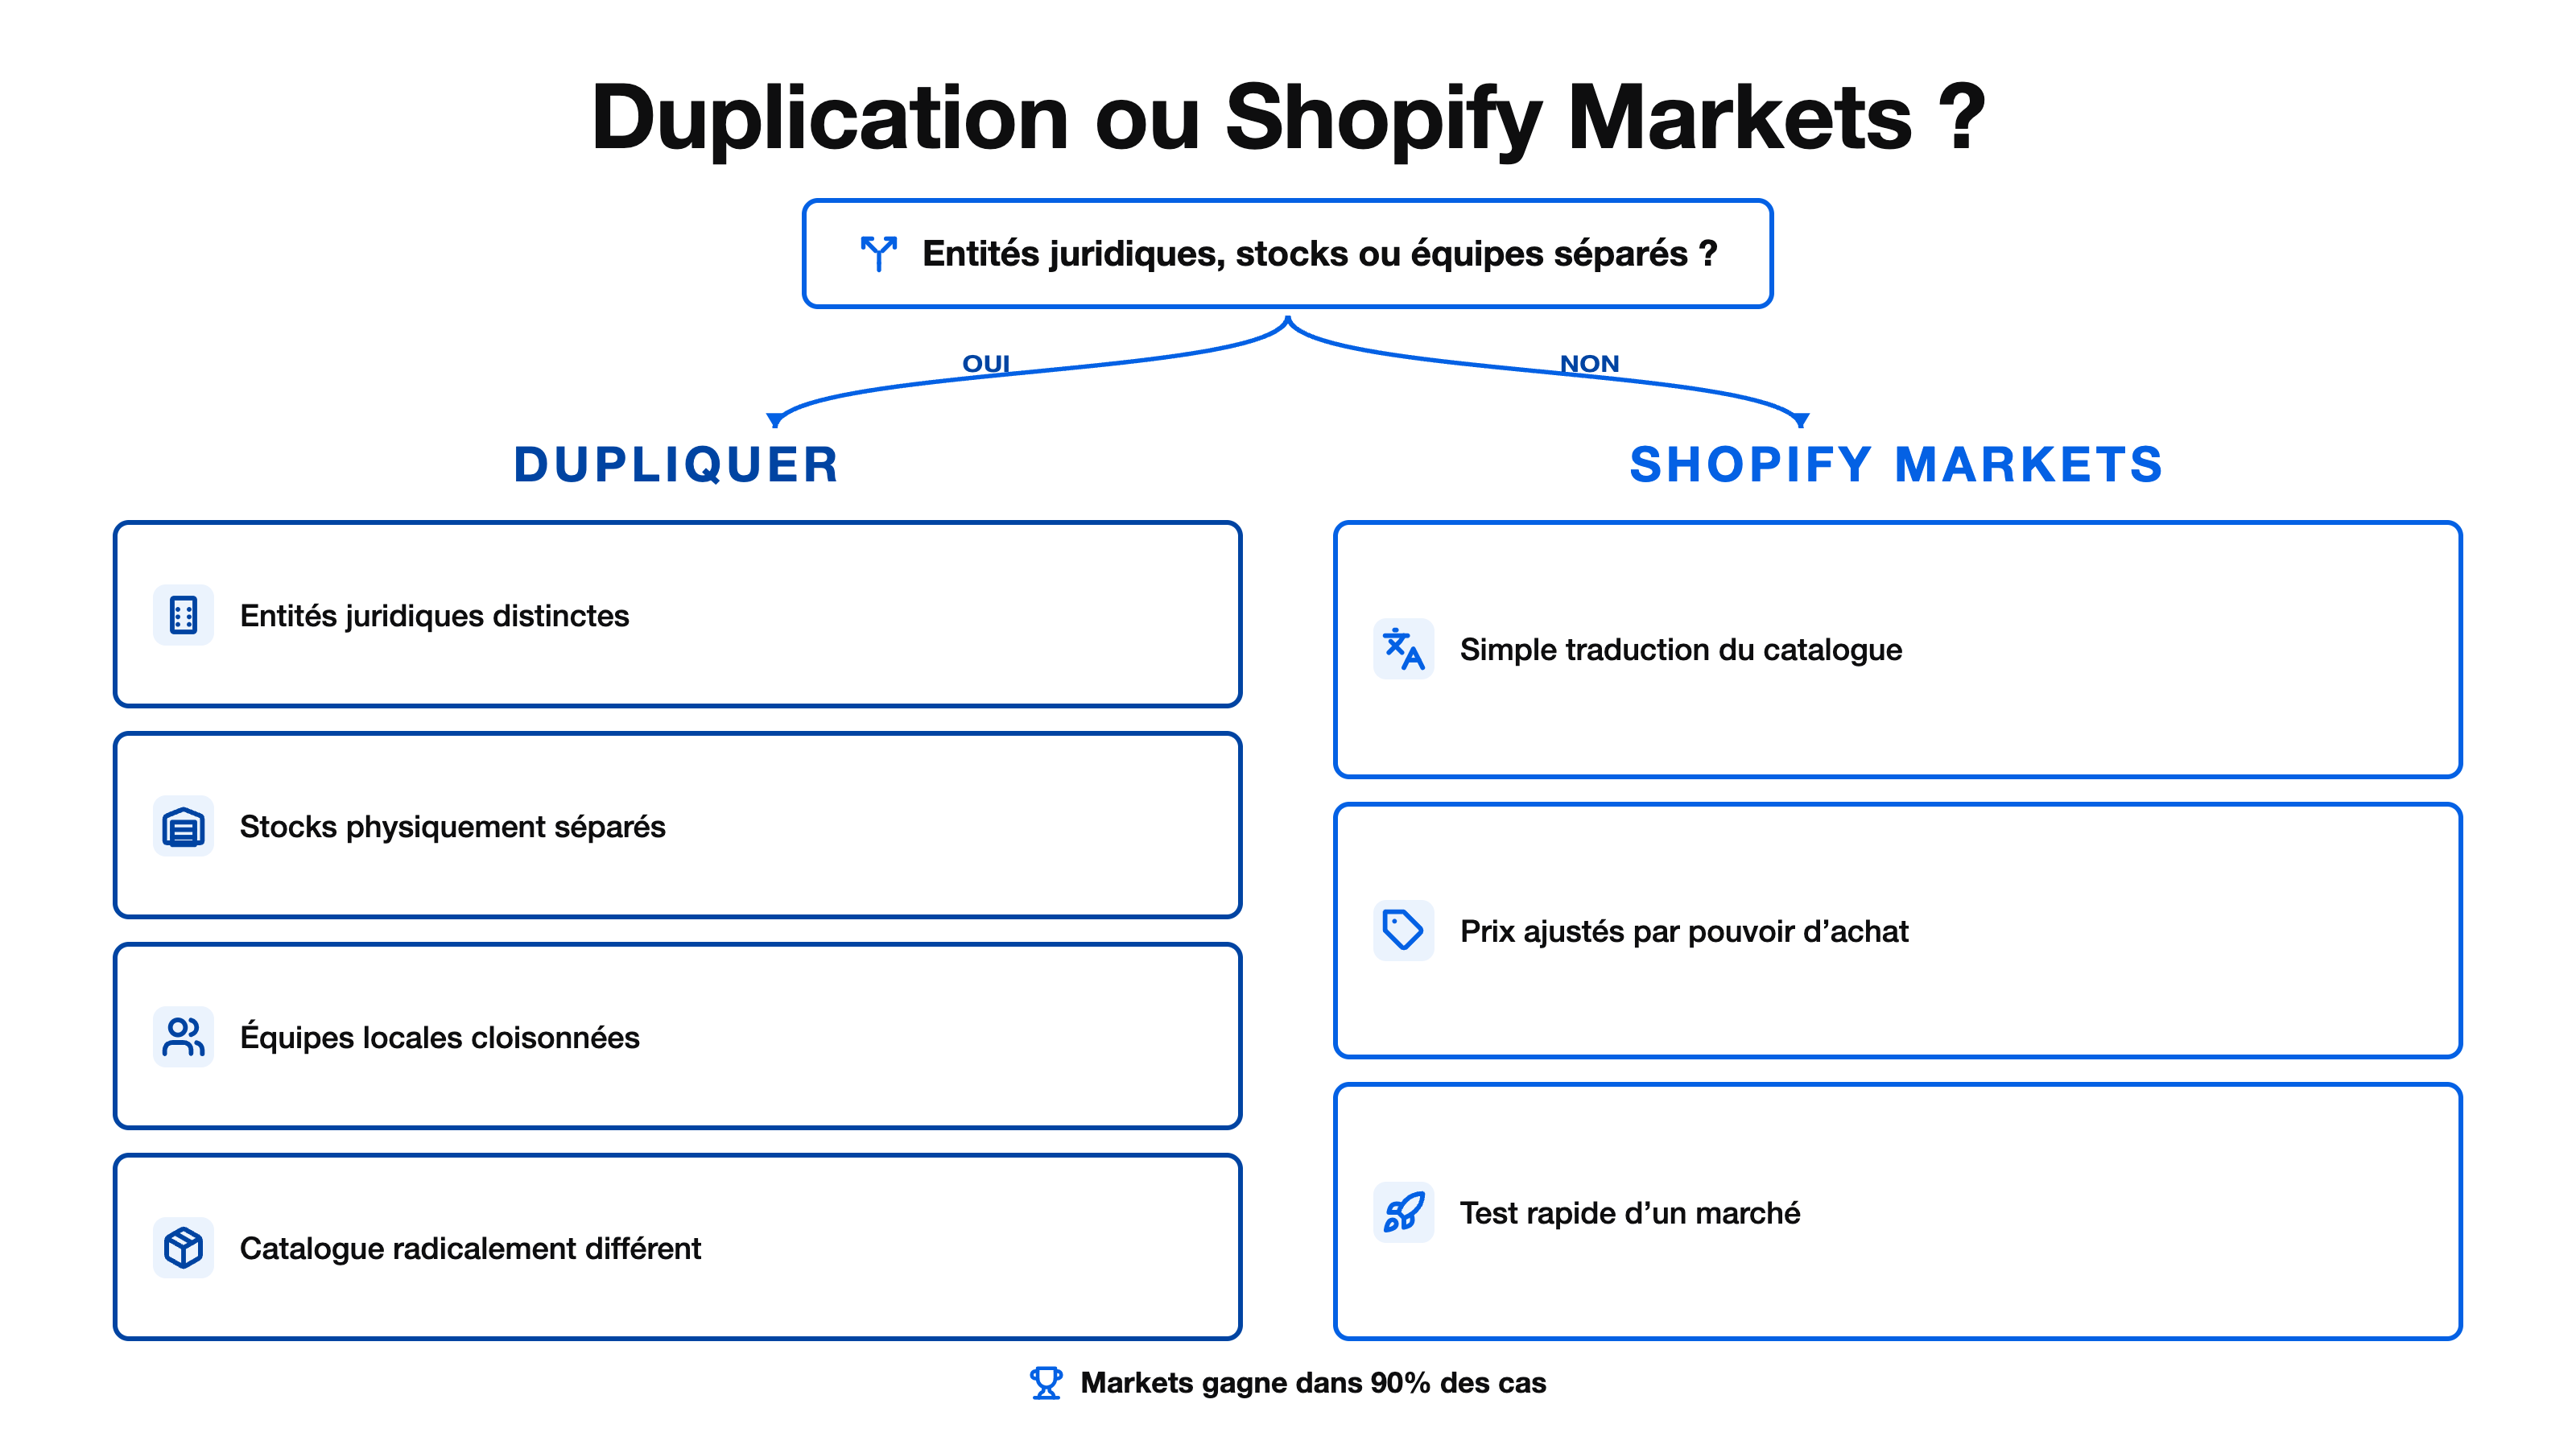 Duplication ou Shopify Markets ?
Entités juridiques, stocks ou équipes séparés ?
OUI
NON
DUPLIQUER
Entités juridiques distinctes
Stocks physiquement séparés
Équipes locales cloisonnées
Catalogue radicalement différent
SHOPIFY MARKETS
Simple traduction du catalogue
Prix ajustés par pouvoir d’achat
Test rapide d’un marché
Markets gagne dans 90% des cas